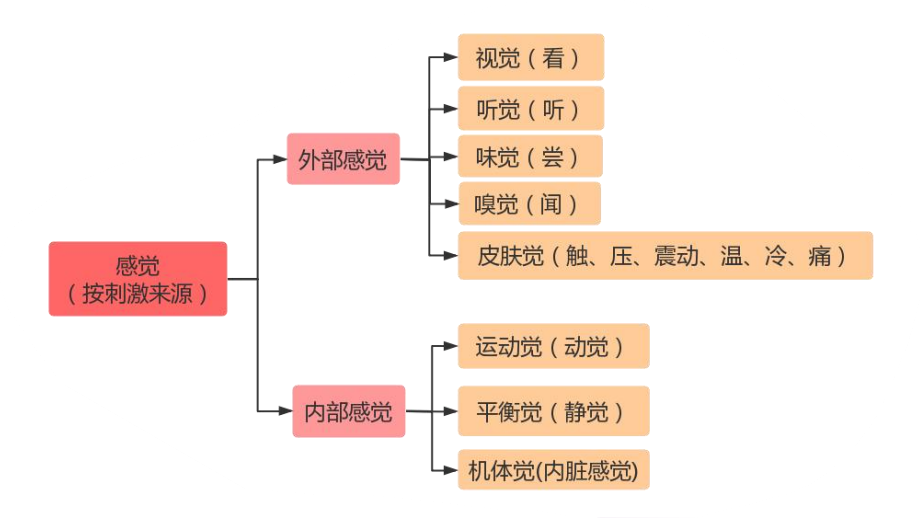 感觉
（按刺激来源）
外部感觉
视觉（看）
听觉（听）
味觉（尝）
嗅觉（闻）
皮肤觉（触、压、震动、温、冷、痛）
内部感觉
运动觉（动觉）
平衡觉（静觉）
机体觉(内脏感觉)